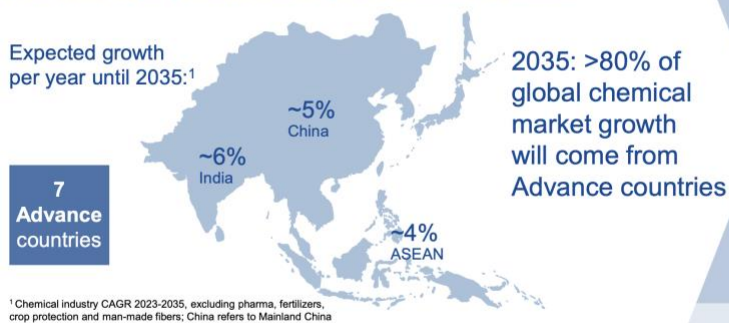 Expected growth
per year until 2035:¹
~5%
China
~6%
India
~4%
ASEAN
7
Advance
countries
2035: >80% of
global chemical
market growth
will come from
Advance countries
¹ Chemical industry CAGR 2023-2035, excluding pharma, fertilizers,
crop protection and man-made fibers; China refers to Mainland China